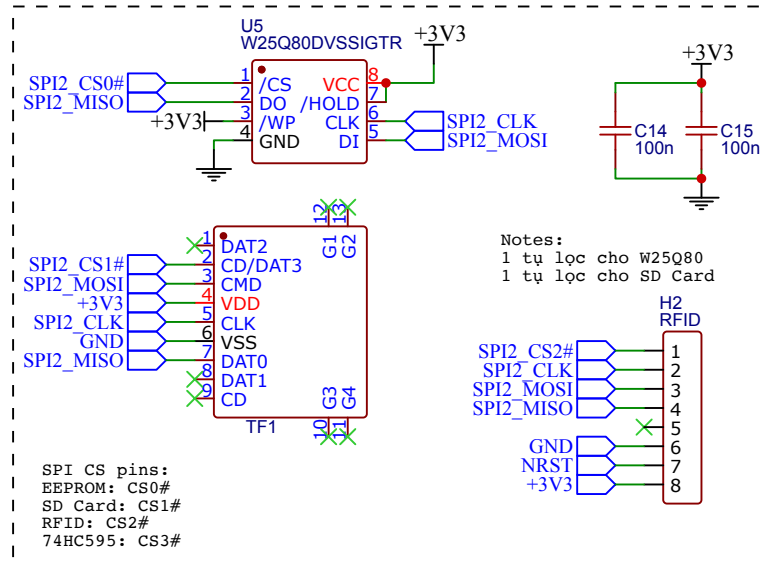 U5
W25Q80DVSSIGTR
+3V3
SPI2_CS0#
SPI2_MISO
+3V3
1
2
3
4
/CS
DO
/WP
GND
VCC
/HOLD
CLK
DI
8
7
6
5
SPI2_CLK
SPI2_MOSI
+3V3
C14
100n
C15
100n
12
13
G1
G2
SPI2_CS1#
SPI2_MOSI
+3V3
SPI2_CLK
GND
SPI2_MISO
1
2
3
4
5
6
7
8
9
DAT2
CD/DAT3
CMD
VDD
CLK
VSS
DAT0
DAT1
CD
G3
G4
10
11
TF1
Notes:
1 tụ lọc cho W25Q80
1 tụ lọc cho SD Card
H2
RFID
SPI2_CS2#
SPI2_CLK
SPI2_MOSI
SPI2_MISO
GND
NRST
+3V3
1
2
3
4
5
6
7
8
SPI CS pins:
EEPROM: CS0#
SD Card: CS1#
RFID: CS2#
74HC595: CS3#